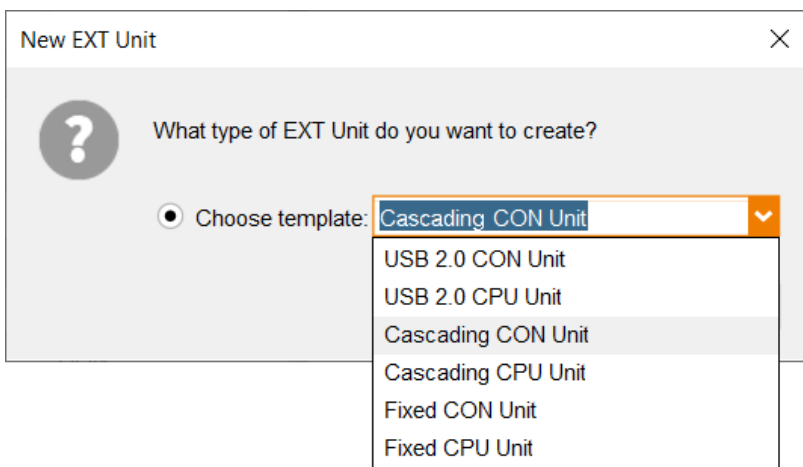 New EXT Unit
?
What type of EXT Unit do you want to create?
Choose template: Cascading CON Unit
USB 2.0 CON Unit
USB 2.0 CPU Unit
Cascading CON Unit
Cascading CPU Unit
Fixed CON Unit
Fixed CPU Unit